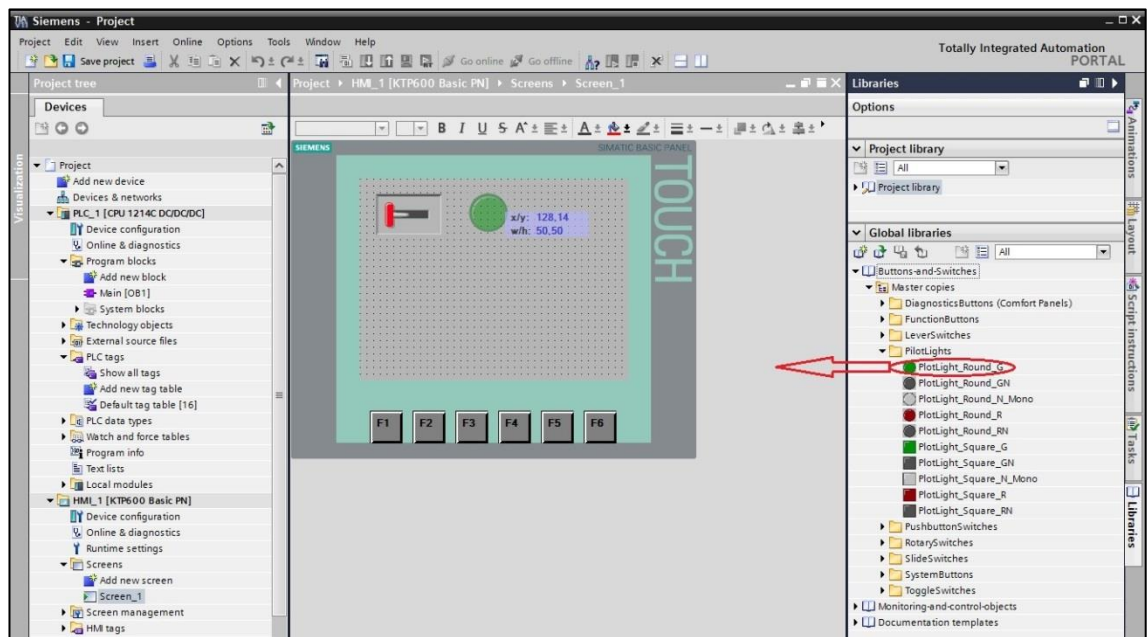 Siemens - Project
Project Edit View Insert Online Options Tools Window Help
Totally Integrated Automation
PORTAL
Save project
Go online
Go offline
Project tree
Devices
Visualization
Project
Add new device
Devices & networks
PLC_1 [CPU 1214C DC/DC/DC]
Device configuration
Online & diagnostics
Program blocks
Add new block
Main [OB1]
System blocks
Technology objects
External source files
PLC tags
Show all tags
Add new tag table
Default tag table [16]
PLC data types
Watch and force tables
Program info
Text lists
Local modules
HMI_1 [KTP600 Basic PN]
Device configuration
Online & diagnostics
Runtime settings
Screens
Add new screen
Screen_1
Screen management
HMI tags
Project HMI_1 [KTP600 Basic PN] Screens Screen_1
B I U S A A
SIEMENS
SIMATIC BASIC PANEL
TOUCH
x/y: 128,14
w/h: 50,50
F1 F2 F3 F4 F5 F6
Libraries
Options
Project library
All
Project library
Global libraries
All
Buttons-and-Switches
Master copies
DiagnosticsButtons (Comfort Panels)
FunctionButtons
LeverSwitches
PilotLights
PlotLight_Round_G
PlotLight_Round_GN
PlotLight_Round_N_Mono
PlotLight_Round_R
PlotLight_Round_RN
PlotLight_Square_G
PlotLight_Square_GN
PlotLight_Square_N_Mono
PlotLight_Square_R
PlotLight_Square_RN
PushbuttonSwitches
RotarySwitches
SlideSwitches
SystemButtons
ToggleSwitches
Monitoring-and-control-objects
Documentation templates
Animations
Layout
Script instructions
Tasks
Libraries